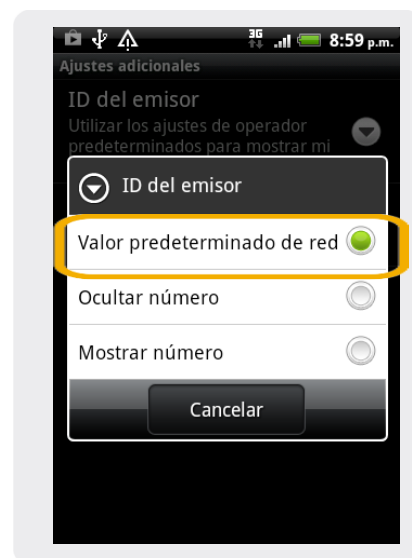 3G 8:59 p.m.
Ajustes adicionales
ID del emisor
Utilizar los ajustes de operador
predeterminados para mostrar mi
ID del emisor
Valor predeterminado de red
Ocultar número
Mostrar número
Cancelar